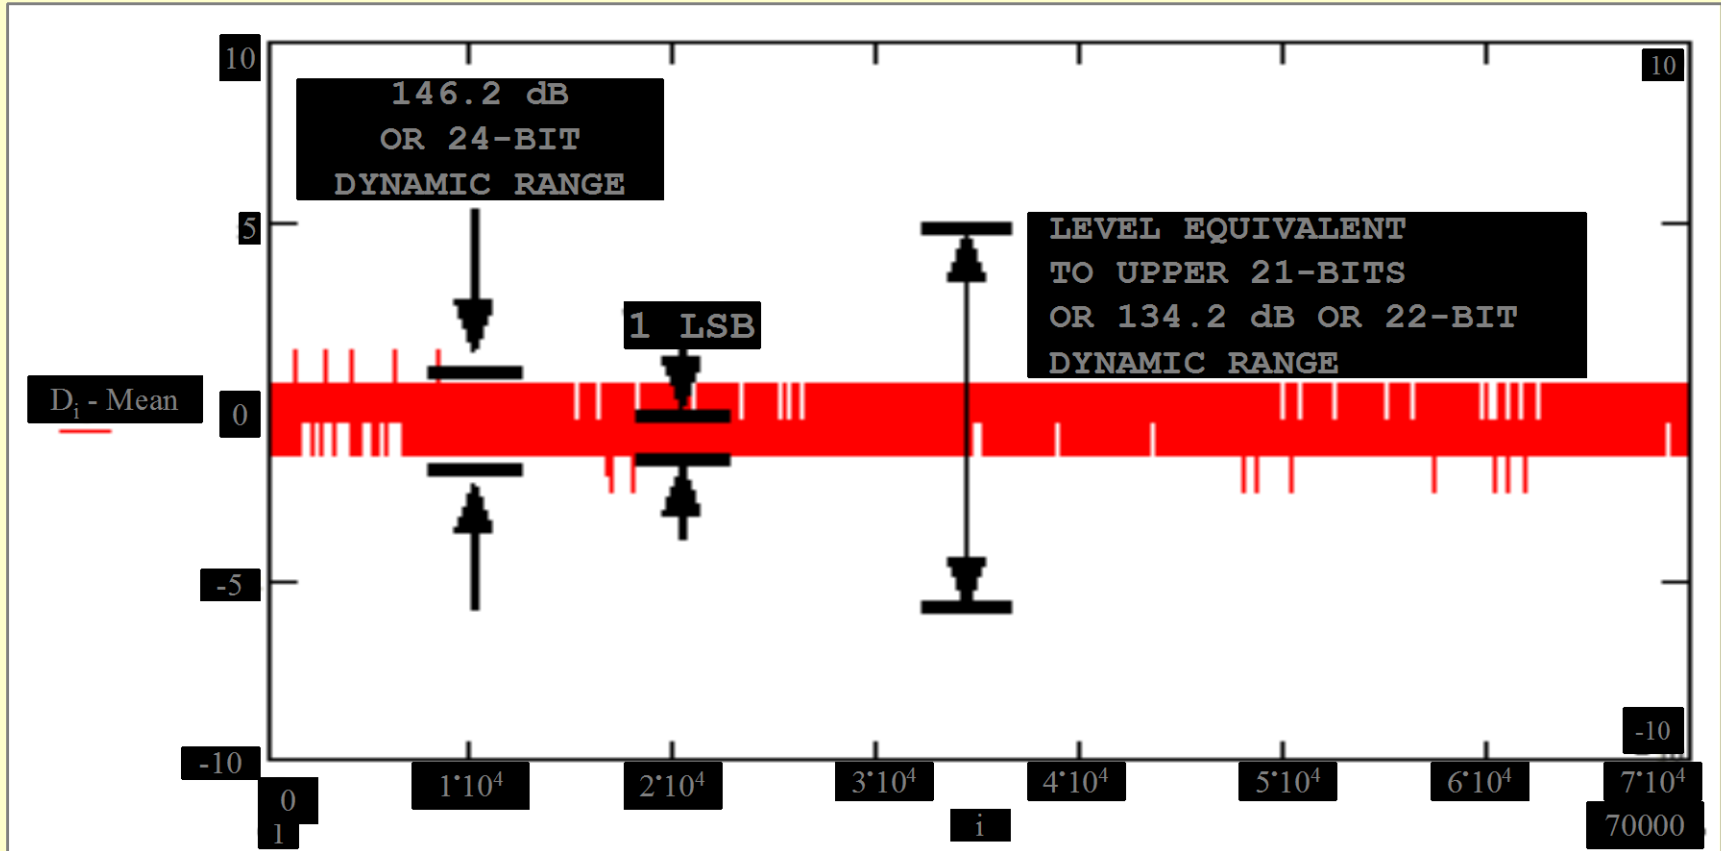 10
10
146.2 dB
OR 24-BIT
DYNAMIC RANGE
5
LEVEL EQUIVALENT
TO UPPER 21-BITS
OR 134.2 dB OR 22-BIT
DYNAMIC RANGE
1 LSB
Dᵢ - Mean
0
-5
-10
-10
0
1·10⁴
2·10⁴
3·10⁴
4·10⁴
5·10⁴
6·10⁴
7·10⁴
1
i
70000